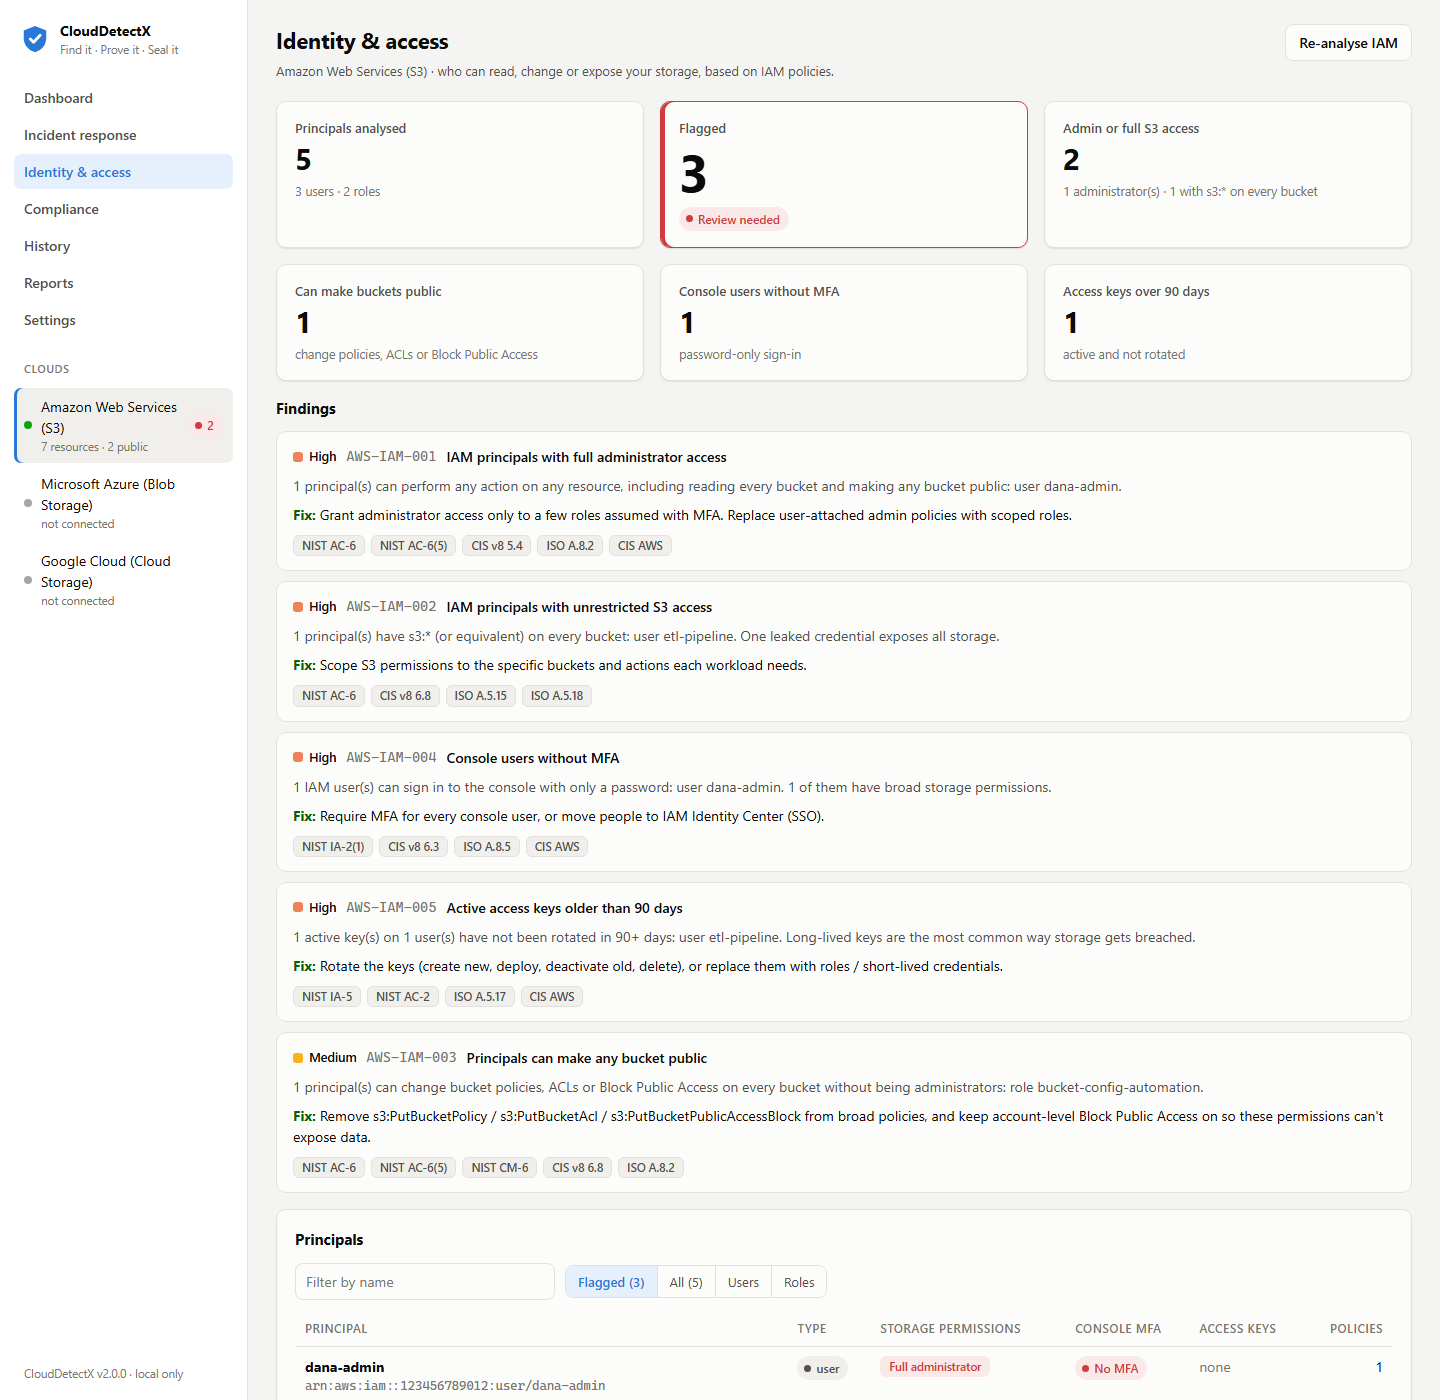 CloudDetectX
Find it · Prove it · Seal it
Dashboard
Incident response
Identity & access
Compliance
History
Reports
Settings
CLOUDS
Amazon Web Services
(S3)
7 resources · 2 public
2
Microsoft Azure (Blob
Storage)
not connected
Google Cloud (Cloud
Storage)
not connected
CloudDetectX v2.0.0 · local only
Identity & access
Re-analyse IAM
Amazon Web Services (S3) · who can read, change or expose your storage, based on IAM policies.
Principals analysed
5
3 users · 2 roles
Flagged
3
Review needed
Admin or full S3 access
2
1 administrator(s) · 1 with s3:* on every bucket
Can make buckets public
1
change policies, ACLs or Block Public Access
Console users without MFA
1
password-only sign-in
Access keys over 90 days
1
active and not rotated
Findings
High AWS-IAM-001 IAM principals with full administrator access
1 principal(s) can perform any action on any resource, including reading every bucket and making any bucket public: user dana-admin.
Fix: Grant administrator access only to a few roles assumed with MFA. Replace user-attached admin policies with scoped roles.
NIST AC-6 NIST AC-6(5) CIS v8 5.4 ISO A.8.2 CIS AWS
High AWS-IAM-002 IAM principals with unrestricted S3 access
1 principal(s) have s3:* (or equivalent) on every bucket: user etl-pipeline. One leaked credential exposes all storage.
Fix: Scope S3 permissions to the specific buckets and actions each workload needs.
NIST AC-6 CIS v8 6.8 ISO A.5.15 ISO A.5.18
High AWS-IAM-004 Console users without MFA
1 IAM user(s) can sign in to the console with only a password: user dana-admin. 1 of them have broad storage permissions.
Fix: Require MFA for every console user, or move people to IAM Identity Center (SSO).
NIST IA-2(1) CIS v8 6.3 ISO A.8.5 CIS AWS
High AWS-IAM-005 Active access keys older than 90 days
1 active key(s) on 1 user(s) have not been rotated in 90+ days: user etl-pipeline. Long-lived keys are the most common way storage gets breached.
Fix: Rotate the keys (create new, deploy, deactivate old, delete), or replace them with roles / short-lived credentials.
NIST IA-5 NIST AC-2 ISO A.5.17 CIS AWS
Medium AWS-IAM-003 Principals can make any bucket public
1 principal(s) can change bucket policies, ACLs or Block Public Access on every bucket without being administrators: role bucket-config-automation.
Fix: Remove s3:PutBucketPolicy / s3:PutBucketAcl / s3:PutBucketPublicAccessBlock from broad policies, and keep account-level Block Public Access on so these permissions can't
expose data.
NIST AC-6 NIST AC-6(5) NIST CM-6 CIS v8 6.8 ISO A.8.2
Principals
Filter by name
Flagged (3) All (5) Users Roles
PRINCIPAL TYPE STORAGE PERMISSIONS CONSOLE MFA ACCESS KEYS POLICIES
dana-admin user Full administrator No MFA none 1
arn:aws:iam::123456789012:user/dana-admin